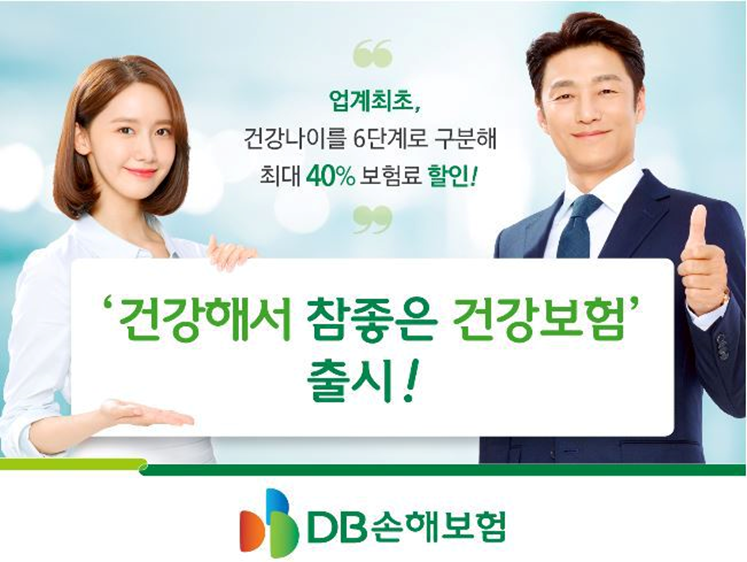 업계최초,
건강나이를 6단계로 구분해
최대 40% 보험료 할인!
‘건강해서 참좋은 건강보험’
출시!
DB손해보험